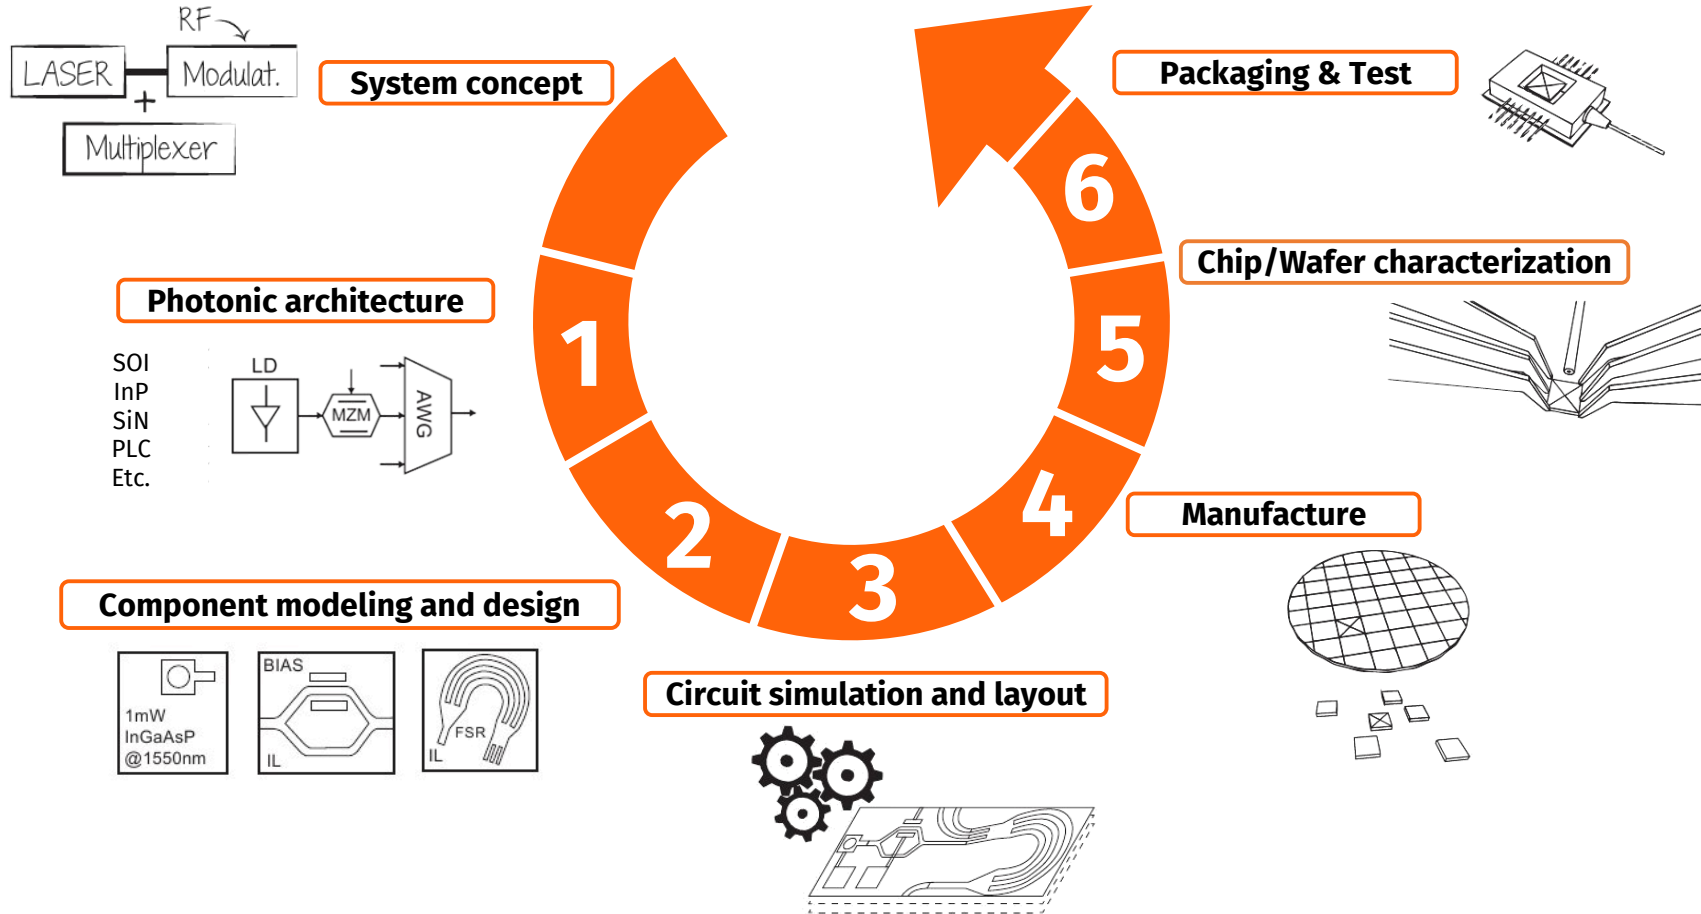 RF
LASER
Modulat.
+
Multiplexer
System concept
Photonic architecture
SOI
InP
SiN
PLC
Etc.
LD
MZM
AWG
Component modeling and design
1mW
InGaAsP
@1550nm
BIAS
IL
FSR
IL
Circuit simulation and layout
Manufacture
Chip/Wafer characterization
Packaging & Test
1
2
3
4
5
6